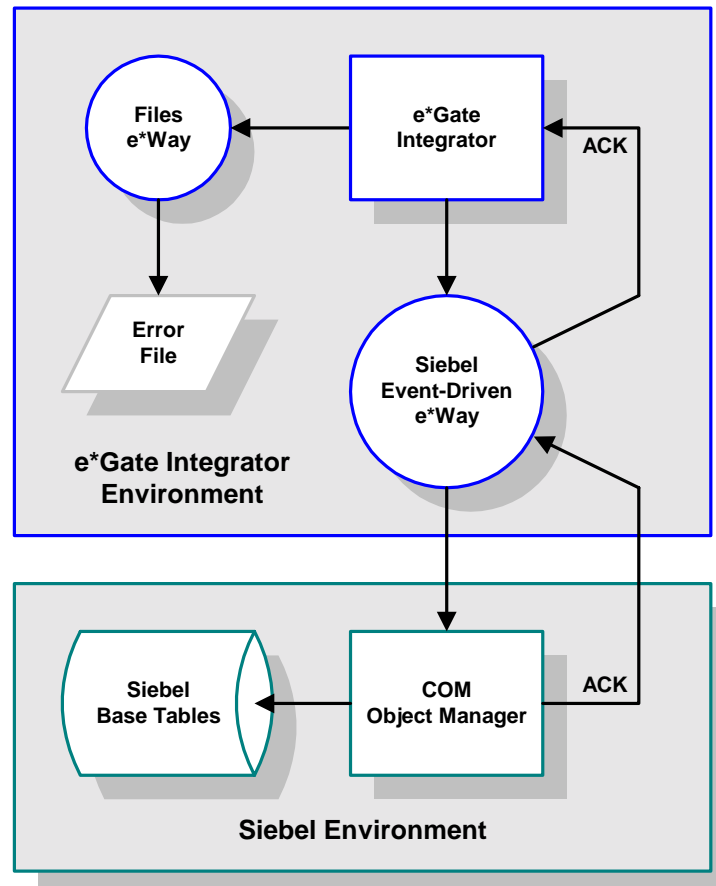 Files
e*Way
e*Gate
Integrator
ACK
Error
File
Siebel
Event-Driven
e*Way
e*Gate Integrator
Environment
Siebel
Base Tables
COM
Object Manager
ACK
Siebel Environment